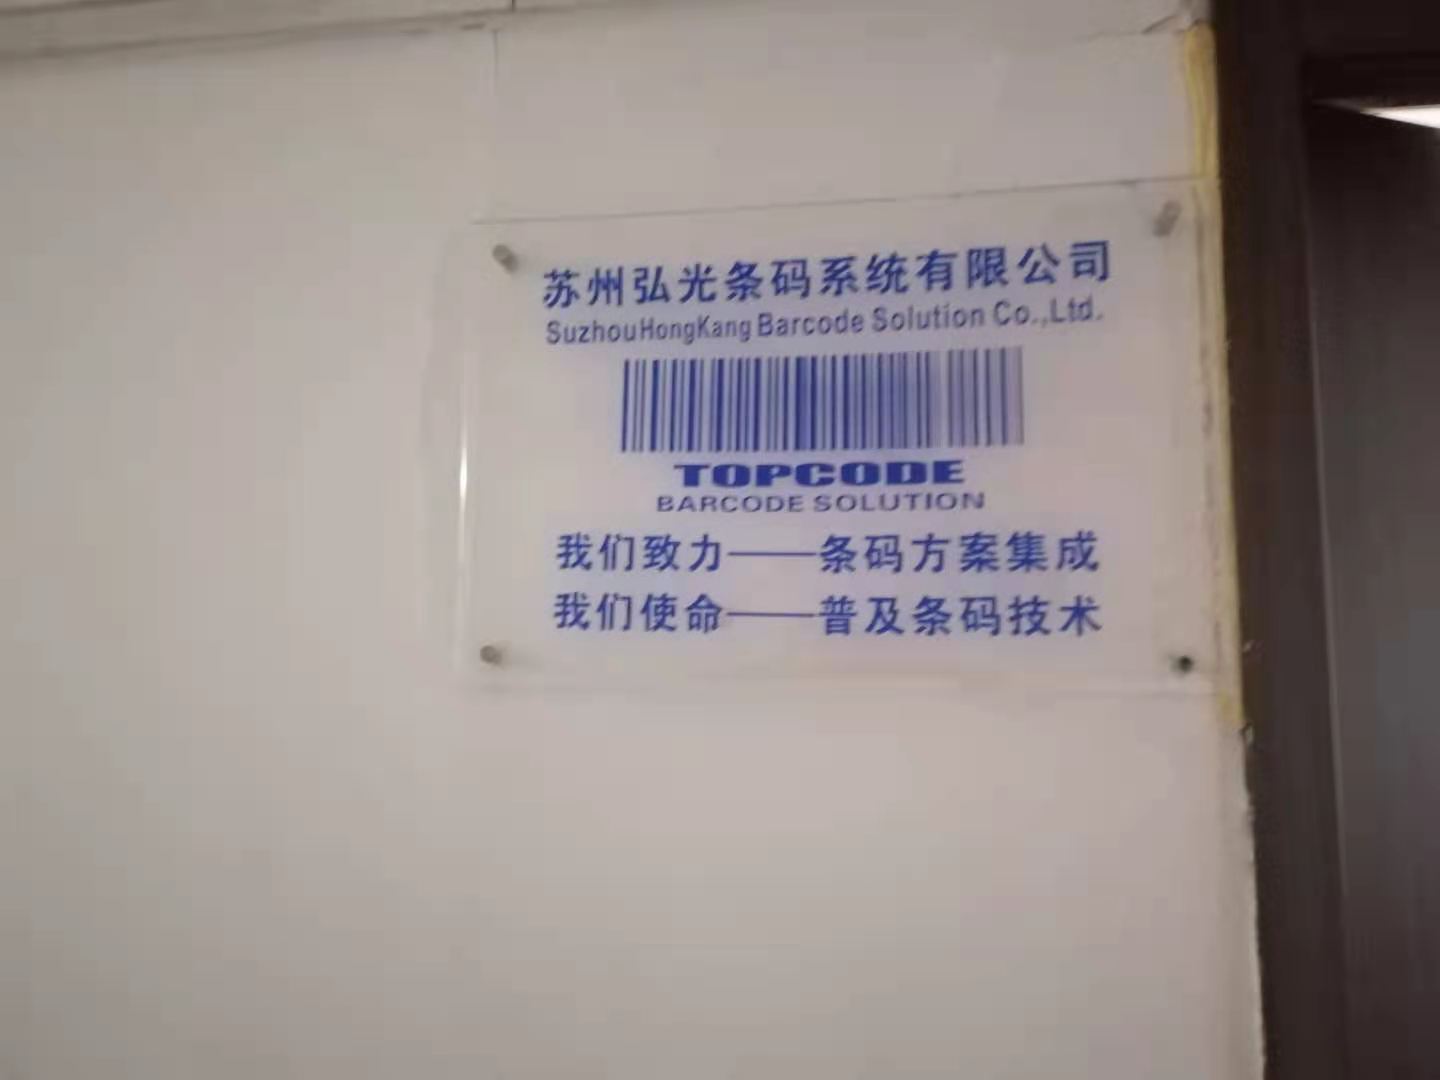 苏州弘光条码系统有限公司
SuzhouHongKang Barcode Solution Co.,Ltd.
TOPCODE
BARCODE SOLUTION
我们致力——条码方案集成
我们使命——普及条码技术